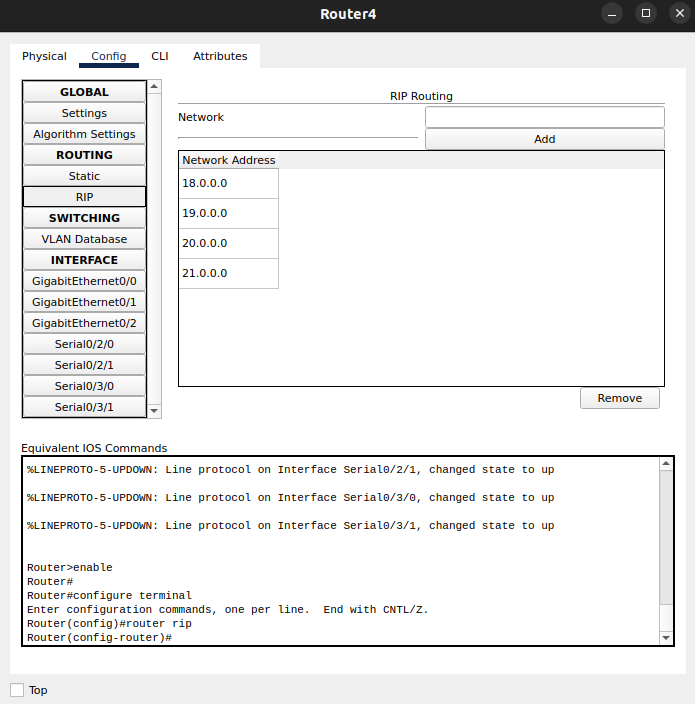 Router4
Physical Config CLI Attributes
GLOBAL
Settings
Algorithm Settings
ROUTING
Static
RIP
SWITCHING
VLAN Database
INTERFACE
GigabitEthernet0/0
GigabitEthernet0/1
GigabitEthernet0/2
Serial0/2/0
Serial0/2/1
Serial0/3/0
Serial0/3/1
RIP Routing
Network
Add
Network Address
18.0.0.0
19.0.0.0
20.0.0.0
21.0.0.0
Remove
Equivalent IOS Commands
%LINEPROTO-5-UPDOWN: Line protocol on Interface Serial0/2/1, changed state to up
%LINEPROTO-5-UPDOWN: Line protocol on Interface Serial0/3/0, changed state to up
%LINEPROTO-5-UPDOWN: Line protocol on Interface Serial0/3/1, changed state to up
Router>enable
Router#
Router#configure terminal
Enter configuration commands, one per line.  End with CNTL/Z.
Router(config)#router rip
Router(config-router)#
Top